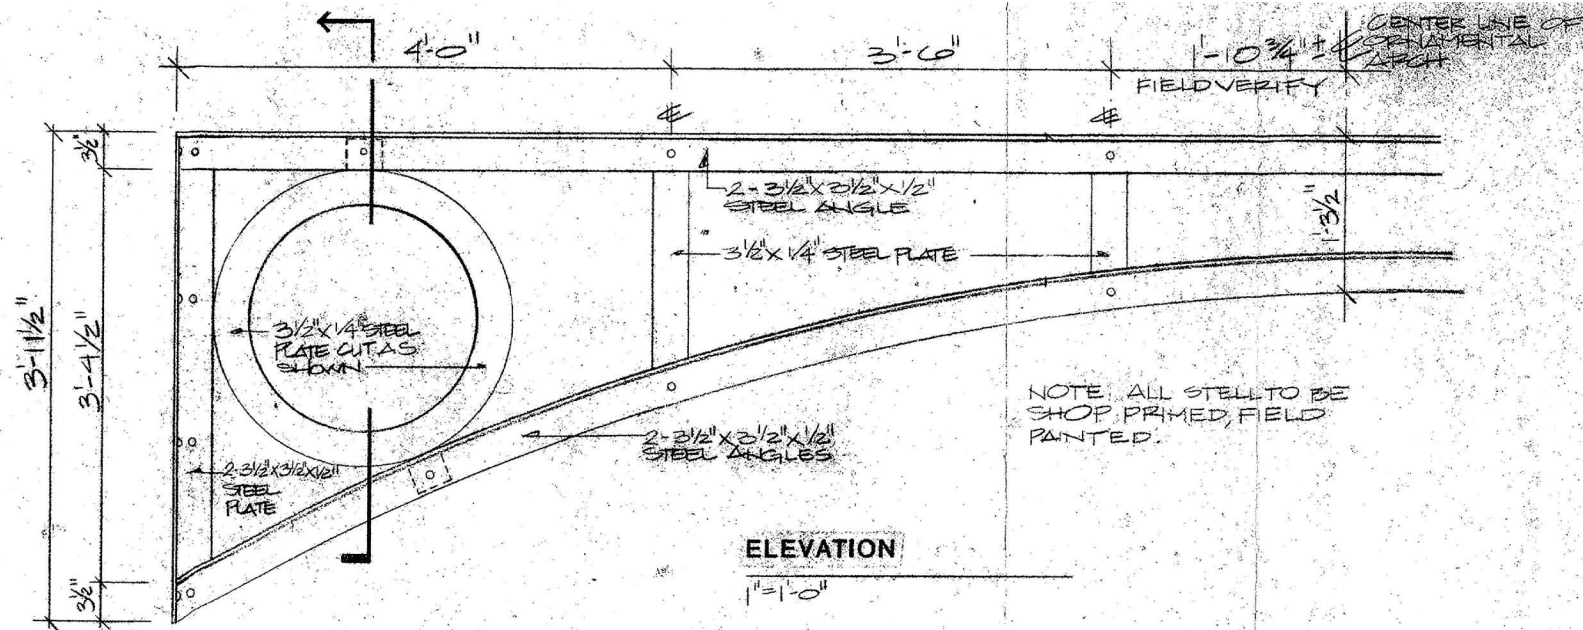 4'-0"
3'-6"
1'-10 3/4" ±
CENTER LINE OF
ORNAMENTAL
ARCH
FIELD VERIFY
3 1/2"
2-3 1/2"X3 1/2"X1/2"
STEEL ANGLE
3 1/2"X1/4" STEEL PLATE
1'-3 1/2"
3'-11 1/2"
3'-4 1/2"
3 1/2"X1/4" STEEL
PLATE CUT AS
SHOWN
NOTE: ALL STELL TO BE
SHOP PRIMED, FIELD
PAINTED.
2-3 1/2"X3 1/2"X1/2"
STEEL ANGLES
2-3 1/2"X3 1/2"X1/2"
STEEL
PLATE
3 1/2"
ELEVATION
1"=1'-0"